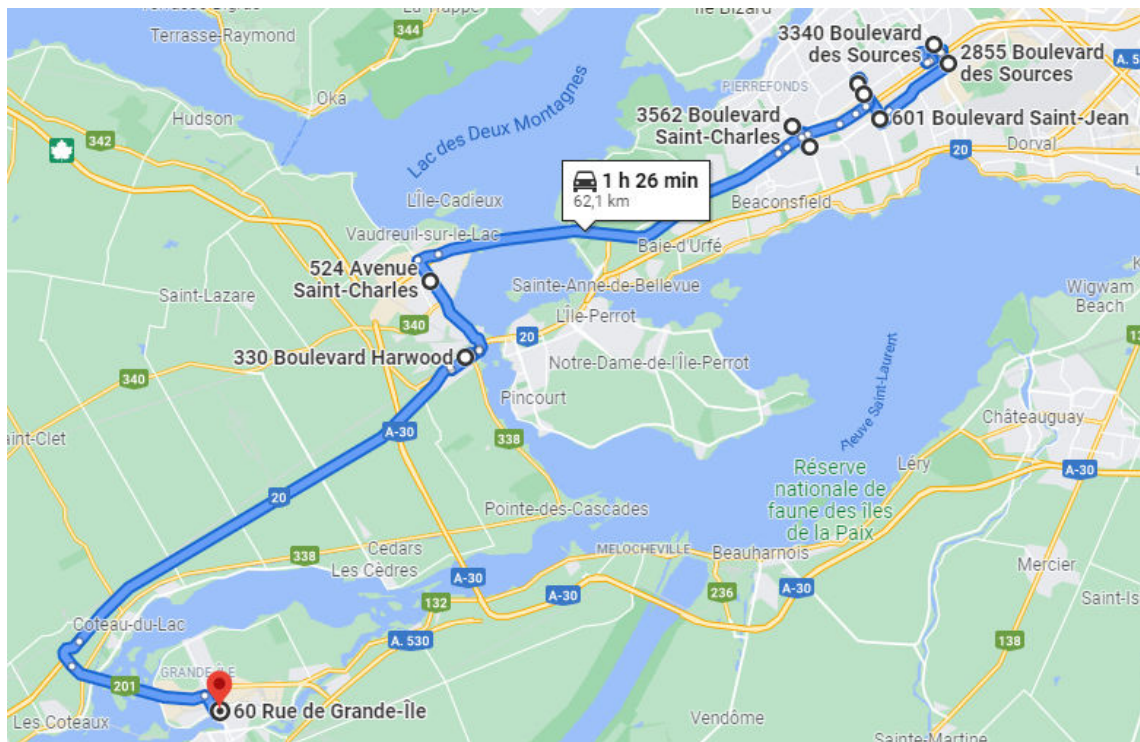 Terrasse-Raymond
344
La Trappe
Île Bizard
3340 Boulevard
des Sources
2855 Boulevard
des Sources
A. 5
Oka
Hudson
342
Lac des Deux Montagnes
PIERREFONDS
3562 Boulevard
Saint-Charles
601 Boulevard Saint-Jean
20
Dorval
1 h 26 min
62,1 km
L'Île-Cadieux
Beaconsfield
Vaudreuil-sur-le-Lac
Baie-d'Urfé
524 Avenue
Saint-Charles
Saint-Lazare
Sainte-Anne-de-Bellevue
Wigwam
Beach
340
L'Île-Perrot
20
330 Boulevard Harwood
Notre-Dame-de-l'Île-Perrot
340
Pincourt
Fleuve Saint-Laurent
Châteauguay
A-30
338
aint-Clet
Léry
A-30
20
Réserve
nationale de
faune des îles
de la Paix
Pointe-des-Cascades
338
Cedars
Les Cèdres
MELOCHEVILLE
Beauharnois
Mercier
A-30
A-30
236
A-30
132
Saint-Is
Coteau-du-Lac
A. 530
138
GRANDE-ÎLE
201
60 Rue de Grande-Île
Les Coteaux
Vendôme
Sainte-Martine